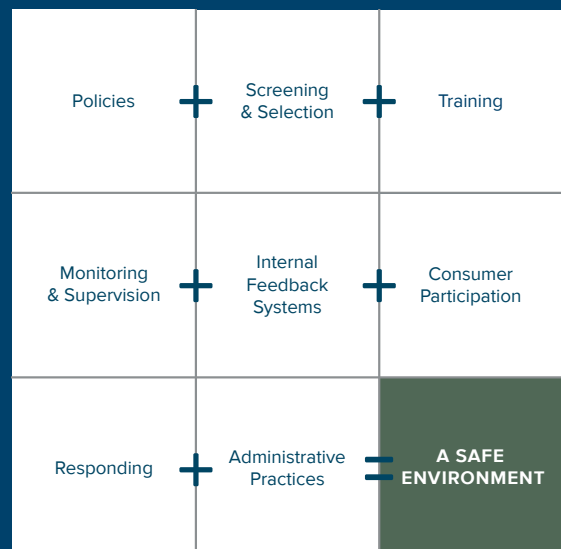 Policies
+
Screening
& Selection
+
Training
Monitoring
& Supervision
+
Internal
Feedback
Systems
+
Consumer
Participation
Responding
+
Administrative
Practices
=
A SAFE
ENVIRONMENT